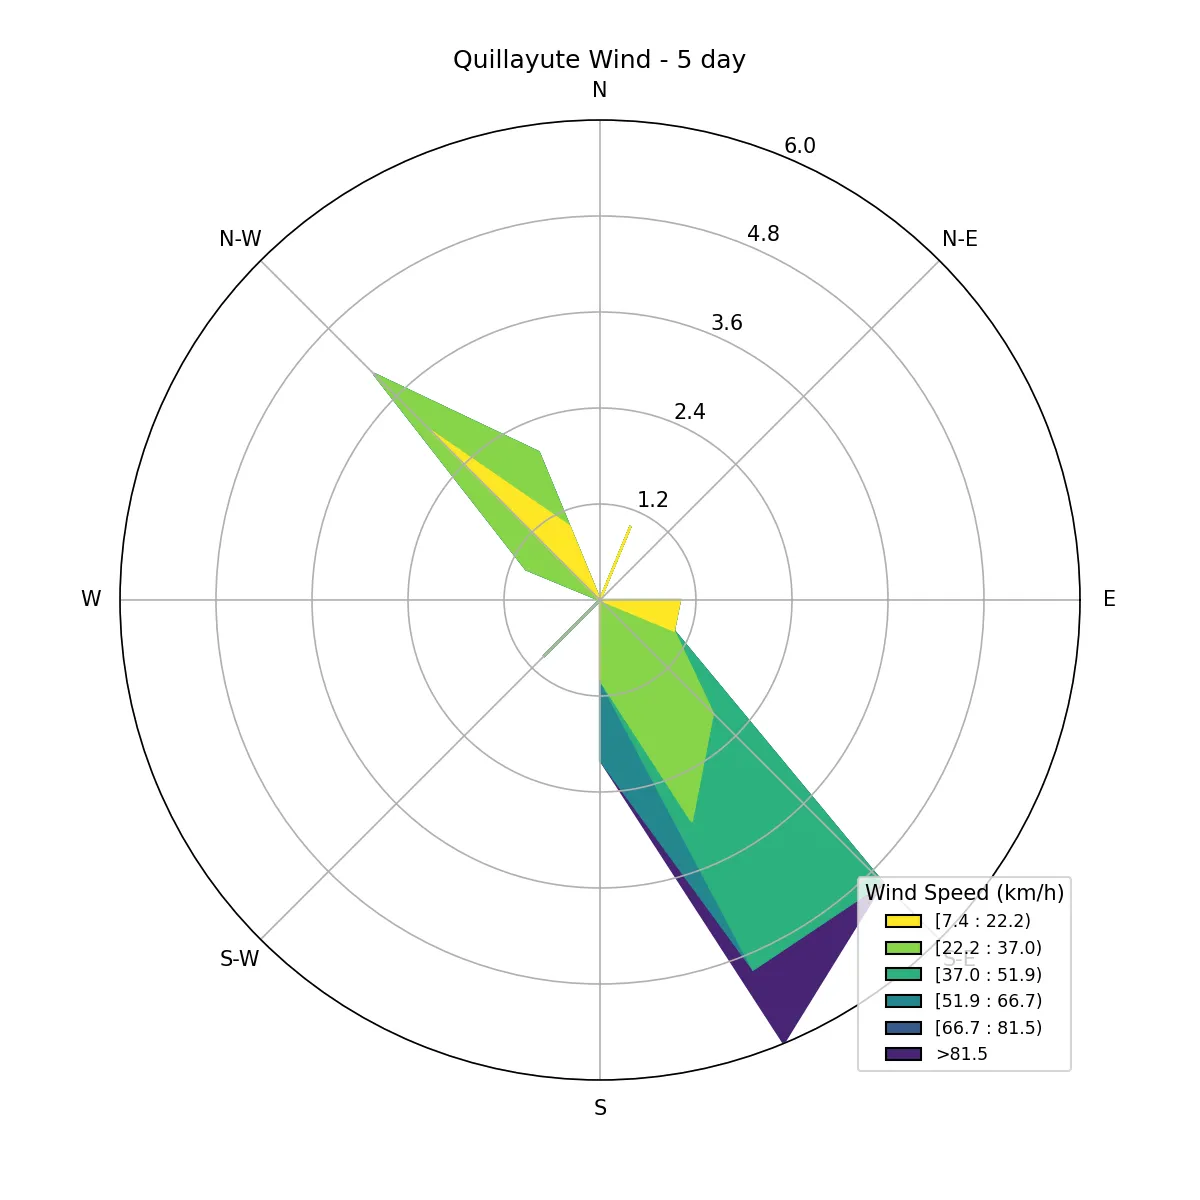 Quillayute Wind - 5 day
N
6.0
4.8
N-W
N-E
3.6
2.4
1.2
W
E
Wind Speed (km/h)
[7.4 : 22.2)
[22.2 : 37.0)
S-W
S-E
[37.0 : 51.9)
[51.9 : 66.7)
[66.7 : 81.5)
>81.5
S